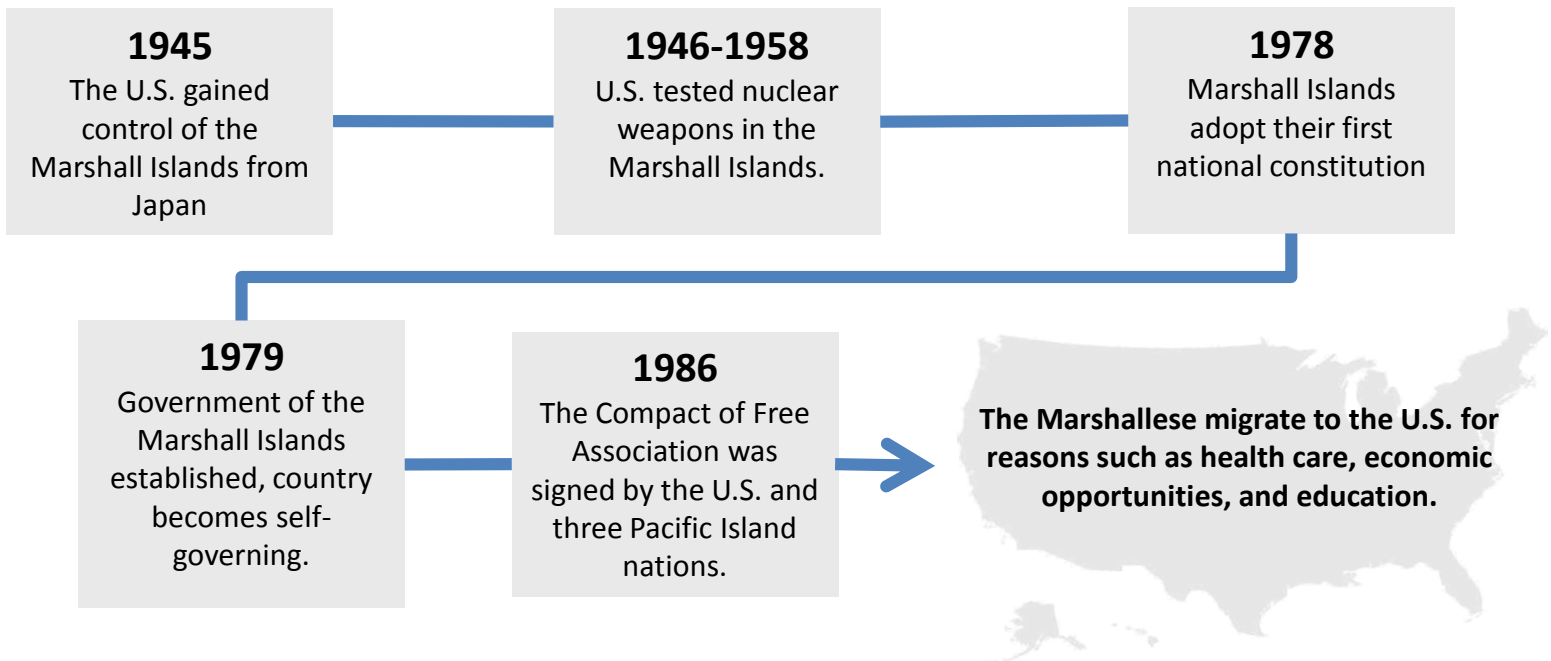 1945
The U.S. gained
control of the
Marshall Islands from
Japan
1946-1958
U.S. tested nuclear
weapons in the
Marshall Islands.
1978
Marshall Islands
adopt their first
national constitution
1979
Government of the
Marshall Islands
established, country
becomes self-
governing.
1986
The Compact of Free
Association was
signed by the U.S. and
three Pacific Island
nations.
The Marshallese migrate to the U.S. for
reasons such as health care, economic
opportunities, and education.